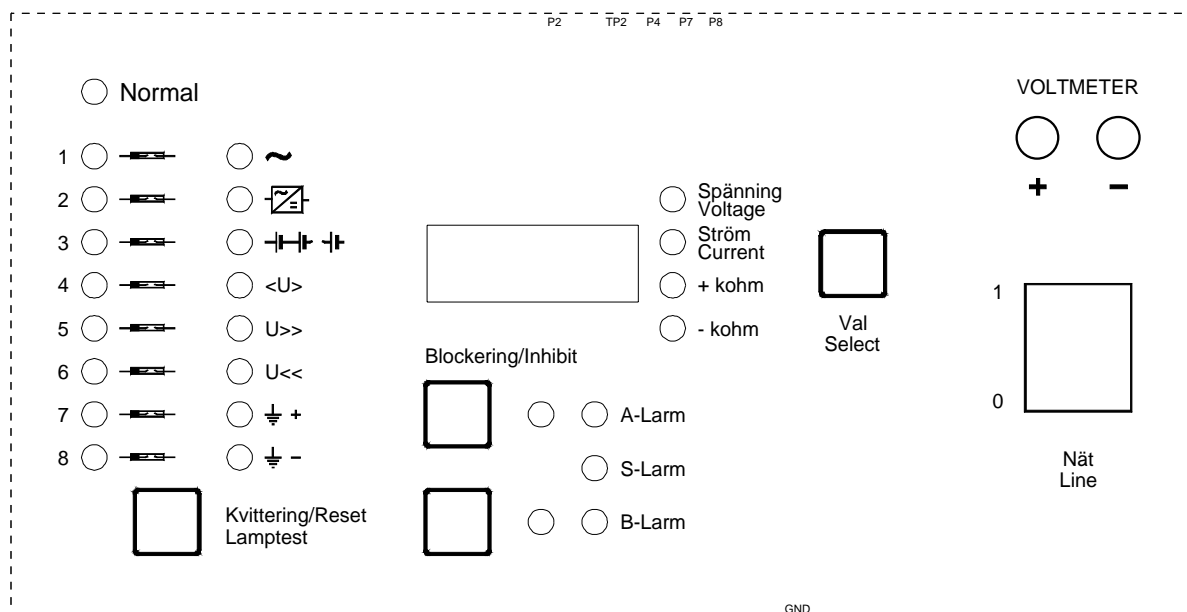 P2 TP2 P4 P7 P8
Normal
VOLTMETER
+ −
1
2
3
4 <U>
5 U>>
6 U<<
7 +
8 −
Spänning
Voltage
Ström
Current
+ kohm
- kohm
Val
Select
1
0
Nät
Line
Blockering/Inhibit
A-Larm
S-Larm
B-Larm
Kvittering/Reset
Lamptest
GND